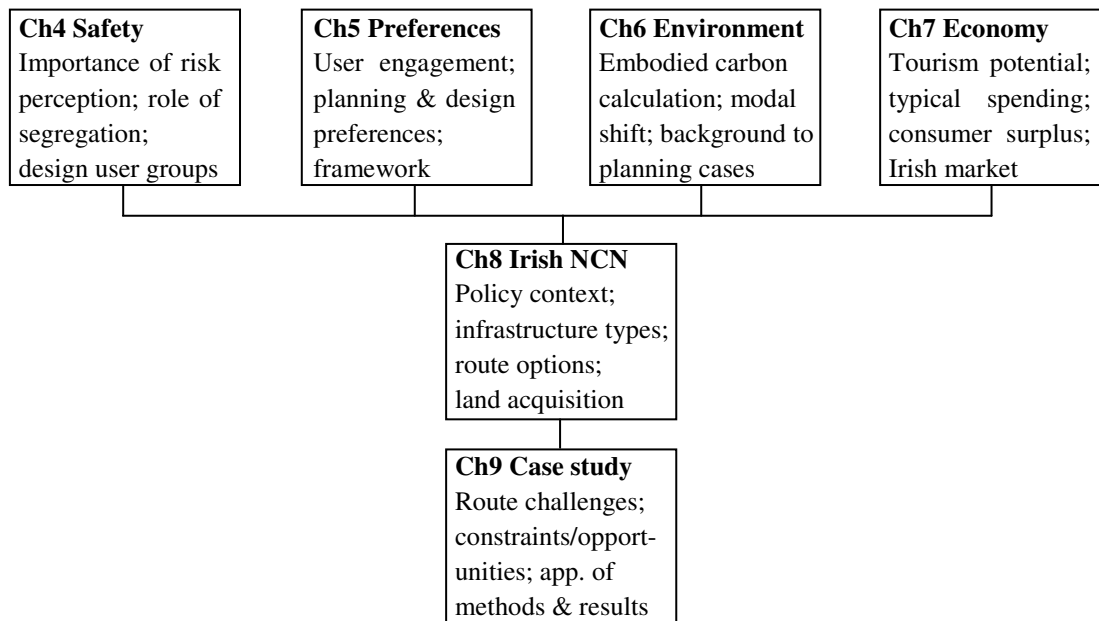 Ch4 Safety
Importance of risk
perception; role of
segregation;
design user groups
Ch5 Preferences
User engagement;
planning & design
preferences;
framework
Ch6 Environment
Embodied carbon
calculation; modal
shift; background to
planning cases
Ch7 Economy
Tourism potential;
typical spending;
consumer surplus;
Irish market
Ch8 Irish NCN
Policy context;
infrastructure types;
route options;
land acquisition
Ch9 Case study
Route challenges;
constraints/opport-
unities; app. of
methods & results